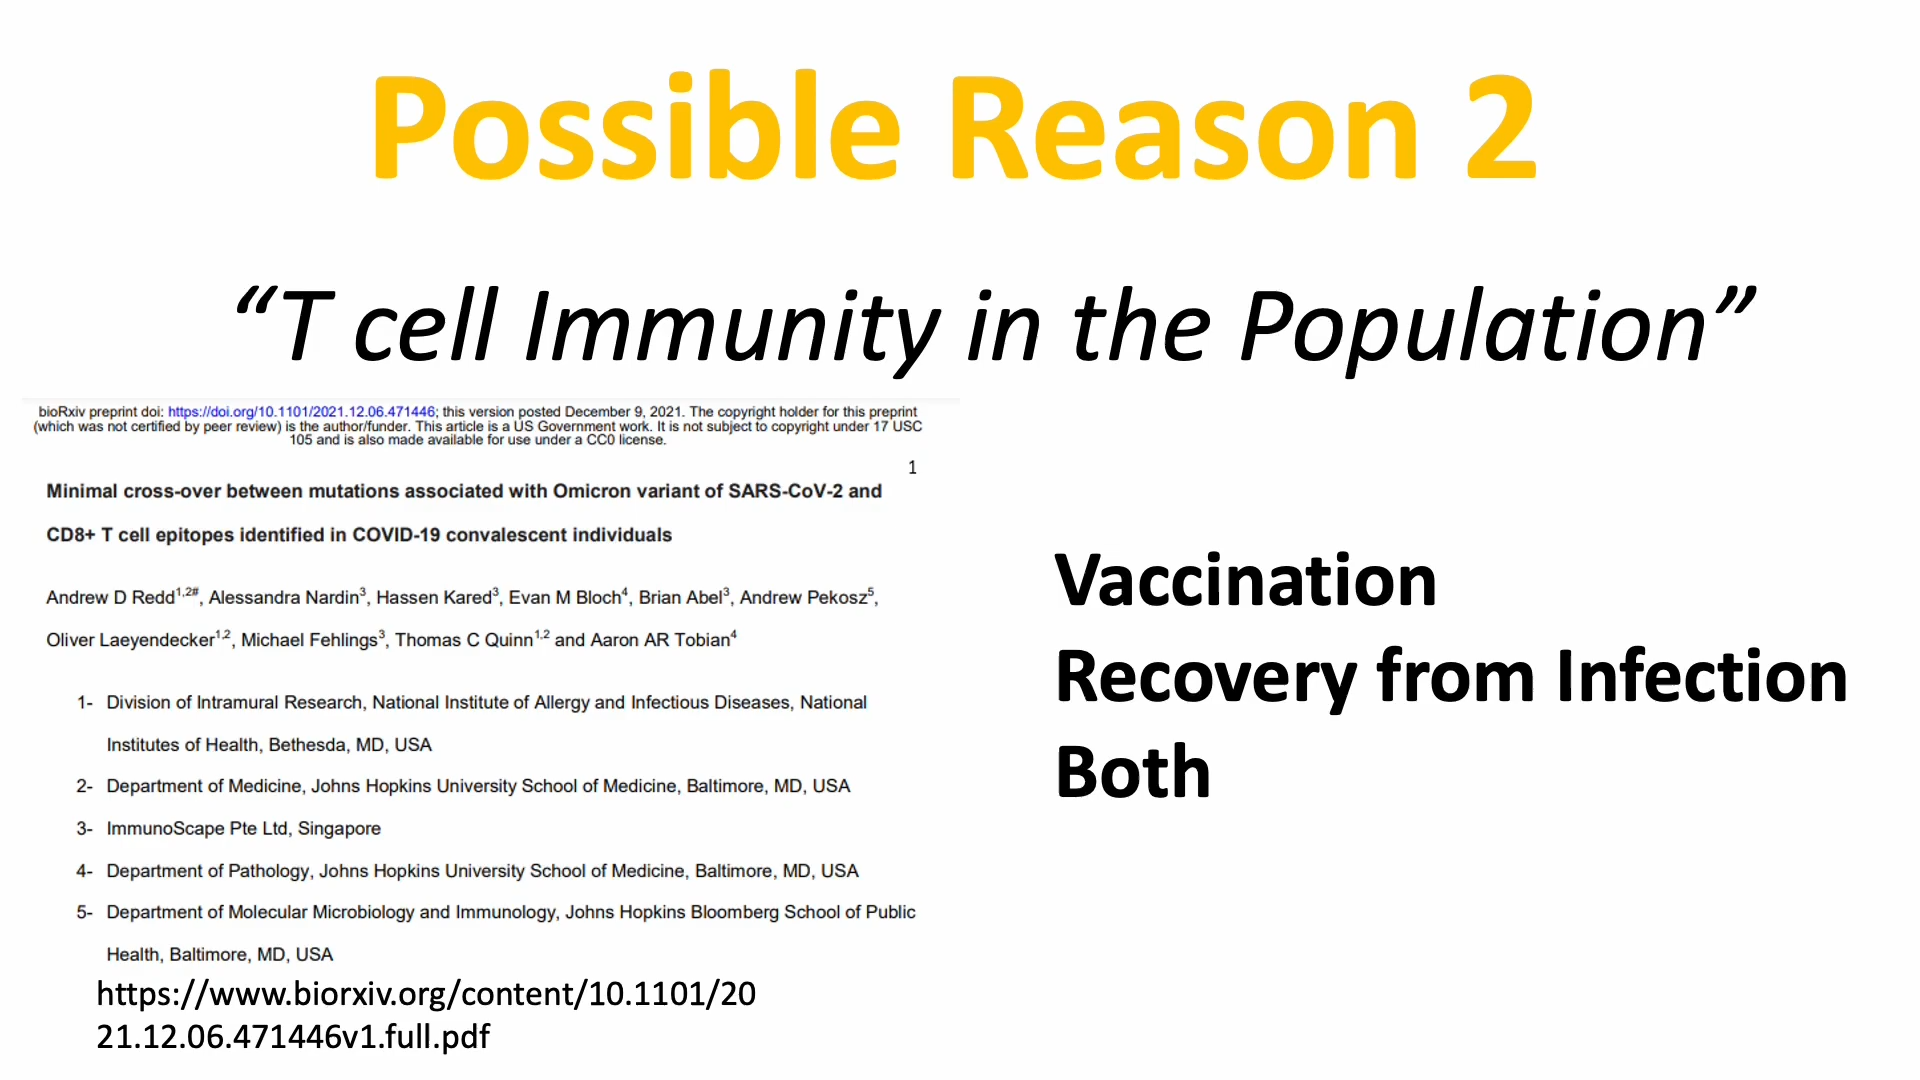 Possible Reason 2
“T cell Immunity in the Population”
bioRxiv preprint doi: https://doi.org/10.1101/2021.12.06.471446; this version posted December 9, 2021. The copyright holder for this preprint
(which was not certified by peer review) is the author/funder. This article is a US Government work. It is not subject to copyright under 17 USC
105 and is also made available for use under a CC0 license.
1
Minimal cross-over between mutations associated with Omicron variant of SARS-CoV-2 and
CD8+ T cell epitopes identified in COVID-19 convalescent individuals
Andrew D Redd1,2#, Alessandra Nardin3, Hassen Kared3, Evan M Bloch4, Brian Abel3, Andrew Pekosz5,
Oliver Laeyendecker1,2, Michael Fehlings3, Thomas C Quinn1,2 and Aaron AR Tobian4
1- Division of Intramural Research, National Institute of Allergy and Infectious Diseases, National
Institutes of Health, Bethesda, MD, USA
2- Department of Medicine, Johns Hopkins University School of Medicine, Baltimore, MD, USA
3- ImmunoScape Pte Ltd, Singapore
4- Department of Pathology, Johns Hopkins University School of Medicine, Baltimore, MD, USA
5- Department of Molecular Microbiology and Immunology, Johns Hopkins Bloomberg School of Public
Health, Baltimore, MD, USA
https://www.biorxiv.org/content/10.1101/20
21.12.06.471446v1.full.pdf
Vaccination
Recovery from Infection
Both